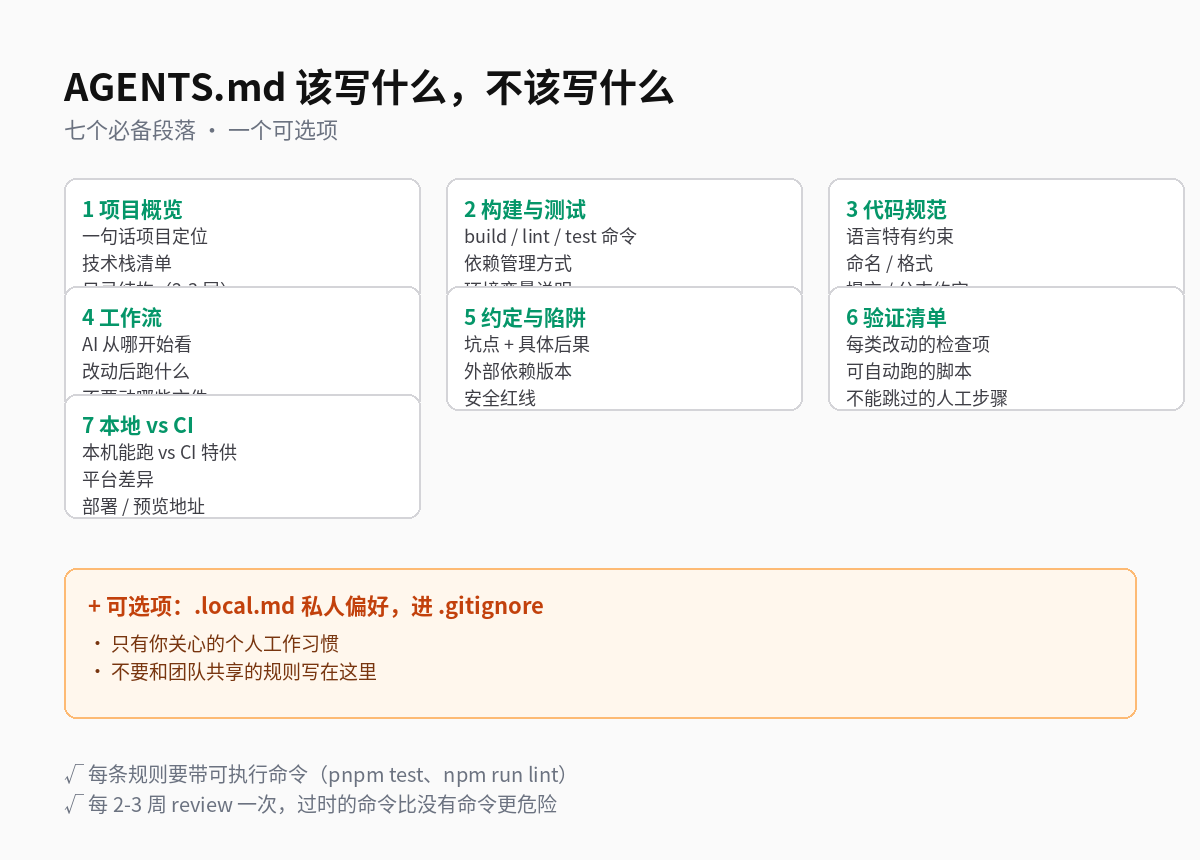 AGENTS.md 该写什么，不该写什么
七个必备段落 · 一个可选项
1 项目概览
一句话项目定位
技术栈清单
2 构建与测试
build / lint / test 命令
依赖管理方式
3 代码规范
语言特有约束
命名 / 格式
4 工作流
AI 从哪开始看
改动后跑什么
5 约定与陷阱
坑点 + 具体后果
外部依赖版本
安全红线
6 验证清单
每类改动的检查项
可自动跑的脚本
不能跳过的人工步骤
7 本地 vs CI
本机能跑 vs CI 特供
平台差异
部署 / 预览地址
+ 可选项：.local.md 私人偏好，进 .gitignore
· 只有你关心的个人工作习惯
· 不要和团队共享的规则写在这里
√ 每条规则要带可执行命令（pnpm test、npm run lint）
√ 每 2-3 周 review 一次，过时的命令比没有命令更危险